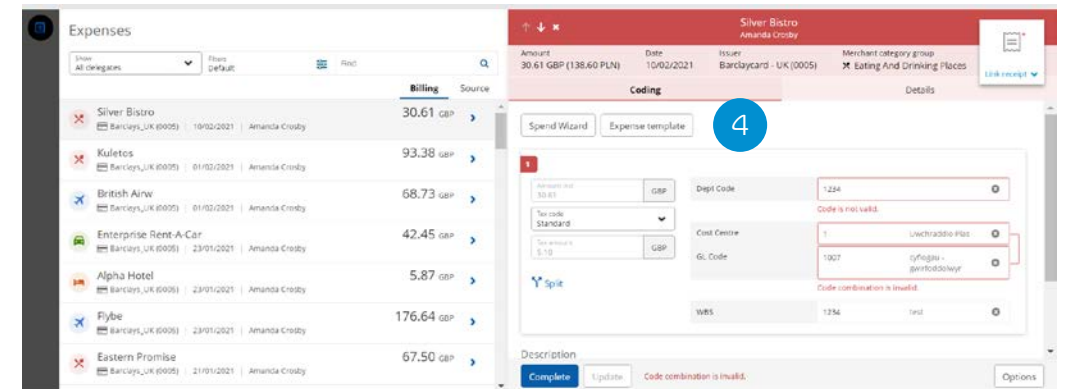 Expenses
Show
All delegates
Filters
Default
Find
Billing Source
Silver Bistro 30.61 GBP
Barclays_UK (0005) | 10/02/2021 | Amanda Crosby
Kuletos 93.38 GBP
Barclays_UK (0005) | 01/02/2021 | Amanda Crosby
British Airw 68.73 GBP
Barclays_UK (0005) | 01/02/2021 | Amanda Crosby
Enterprise Rent-A-Car 42.45 GBP
Barclays_UK (0005) | 23/01/2021 | Amanda Crosby
Alpha Hotel 5.87 GBP
Barclays_UK (0005) | 23/01/2021 | Amanda Crosby
Flybe 176.64 GBP
Barclays_UK (0005) | 23/01/2021 | Amanda Crosby
Eastern Promise 67.50 GBP
Barclays_UK (0005) | 21/01/2021 | Amanda Crosby
Silver Bistro
Amanda Crosby
Link receipt
Amount Date Issuer Merchant category group
30.61 GBP (138.60 PLN) 10/02/2021 Barclaycard - UK (0005) Eating And Drinking Places
Coding Details
Spend Wizard Expense template 4
1
30.61 GBP
Tax code
Standard
Tax amount
5.10 GBP
Split
Dept Code 1234
Code is not valid.
Cost Centre 1 Uwchraddio Plas
GL Code 1007
Code combination is invalid.
WBS 1234 test
Description
Complete Update Code combination is invalid. Options